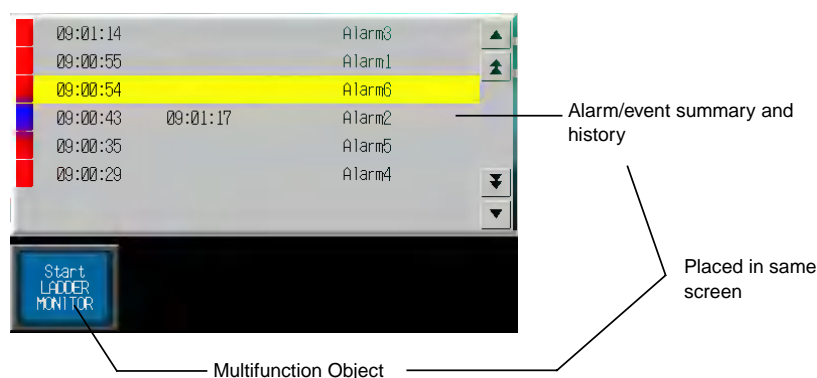 09:01:14 Alarm3
09:00:55 Alarm1
09:00:54 Alarm6
09:00:43 09:01:17 Alarm2
09:00:35 Alarm5
09:00:29 Alarm4
Alarm/event summary and
history
Start
LADDER
MONITOR
Placed in same
screen
Multifunction Object